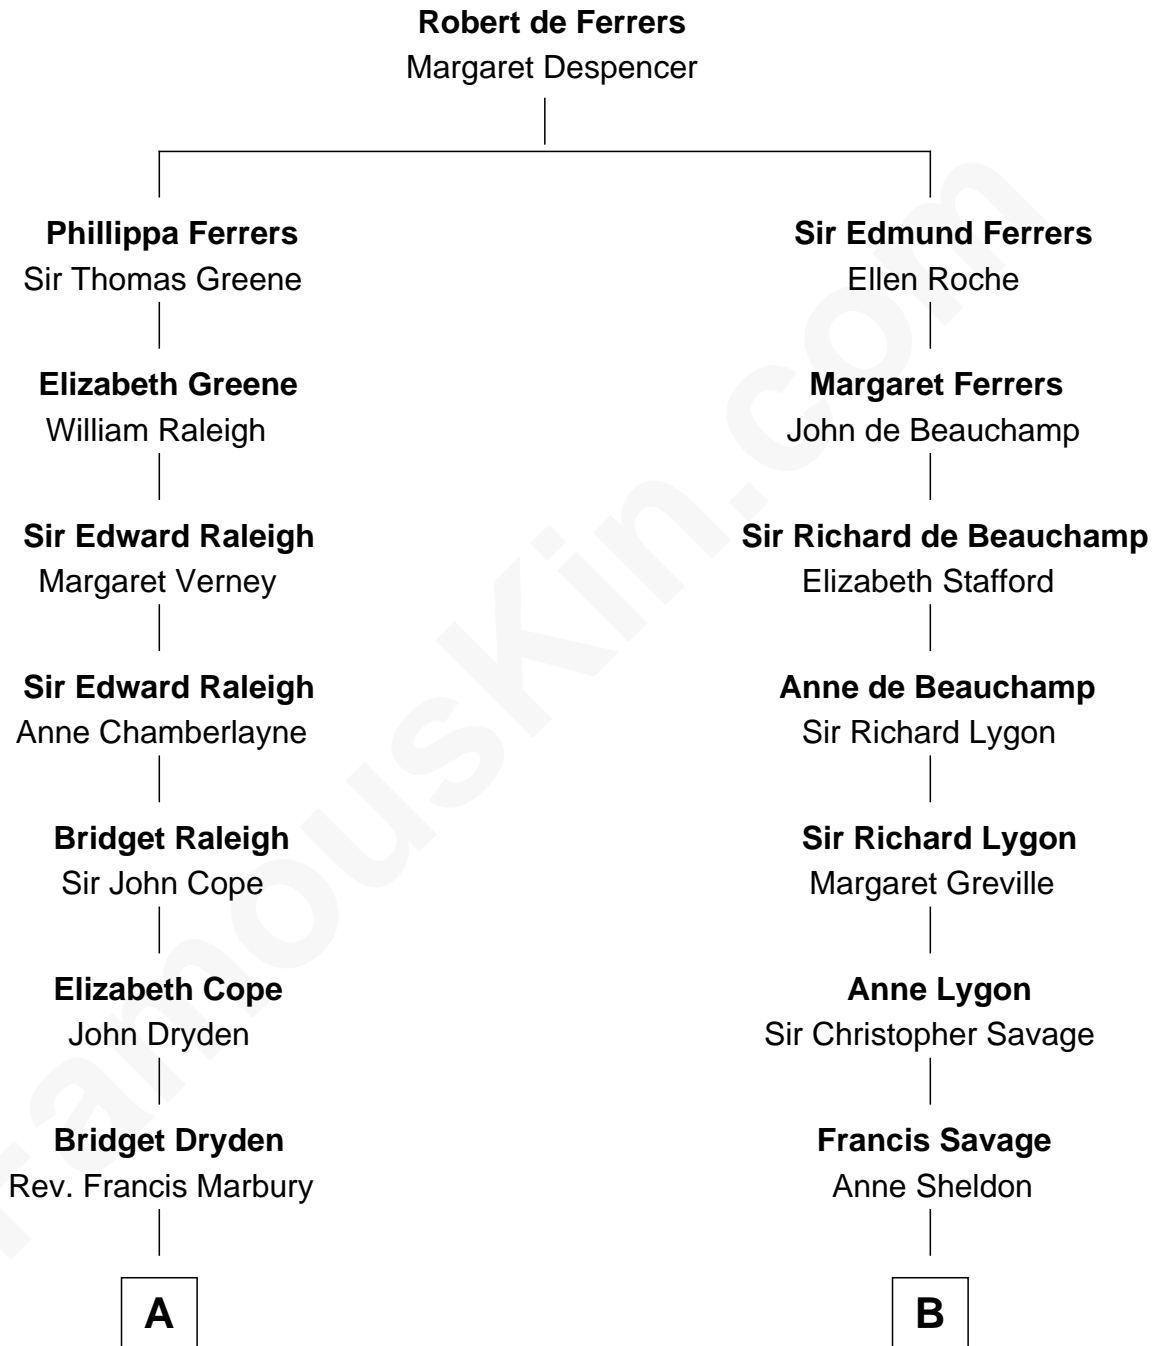 Robert de Ferrers
Margaret Despencer
Phillippa Ferrers
Sir Thomas Greene
Elizabeth Greene
William Raleigh
Sir Edward Raleigh
Margaret Verney
Sir Edward Raleigh
Anne Chamberlayne
Bridget Raleigh
Sir John Cope
Elizabeth Cope
John Dryden
Bridget Dryden
Rev. Francis Marbury
A
Sir Edmund Ferrers
Ellen Roche
Margaret Ferrers
John de Beauchamp
Sir Richard de Beauchamp
Elizabeth Stafford
Anne de Beauchamp
Sir Richard Lygon
Sir Richard Lygon
Margaret Greville
Anne Lygon
Sir Christopher Savage
Francis Savage
Anne Sheldon
B
FamousKin.com